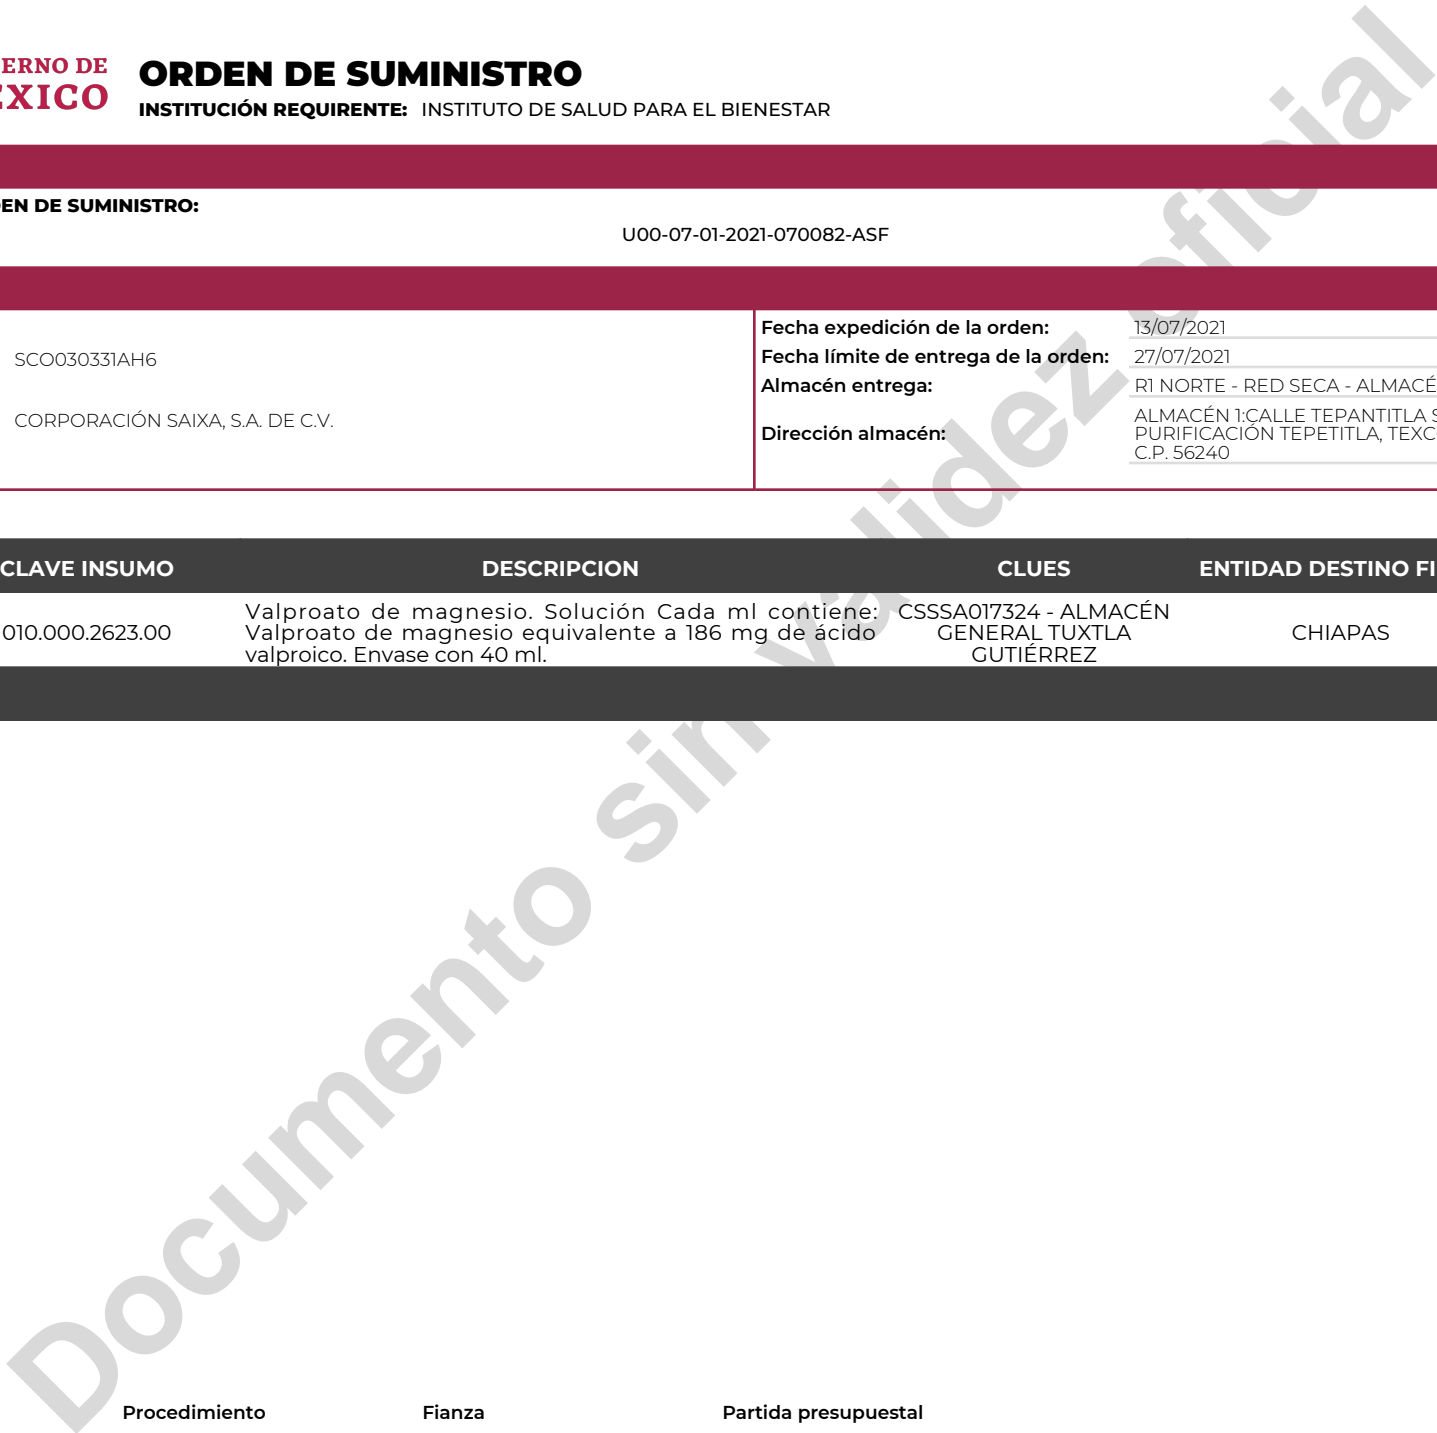 ERNO DE
EXICO
ORDEN DE SUMINISTRO
INSTITUCIÓN REQUIRENTE: INSTITUTO DE SALUD PARA EL BIENESTAR
EN DE SUMINISTRO:
U00-07-01-2021-070082-ASF
SCO030331AH6
CORPORACIÓN SAIXA, S.A. DE C.V.
Fecha expedición de la orden: 13/07/2021
Fecha límite de entrega de la orden: 27/07/2021
Almacén entrega: R1 NORTE - RED SECA - ALMACÉ
Dirección almacén:
ALMACÉN 1:CALLE TEPANTITLA S
PURIFICACIÓN TEPETITLA, TEXC
C.P. 56240
CLAVE INSUMO DESCRIPCION CLUES ENTIDAD DESTINO FI
010.000.2623.00
Valproato de magnesio. Solución Cada ml contiene:
Valproato de magnesio equivalente a 186 mg de ácido
valproico. Envase con 40 ml.
CSSSA017324 - ALMACÉN
GENERAL TUXTLA
GUTIÉRREZ
CHIAPAS
Documento sin validez oficial
Procedimiento Fianza Partida presupuestal